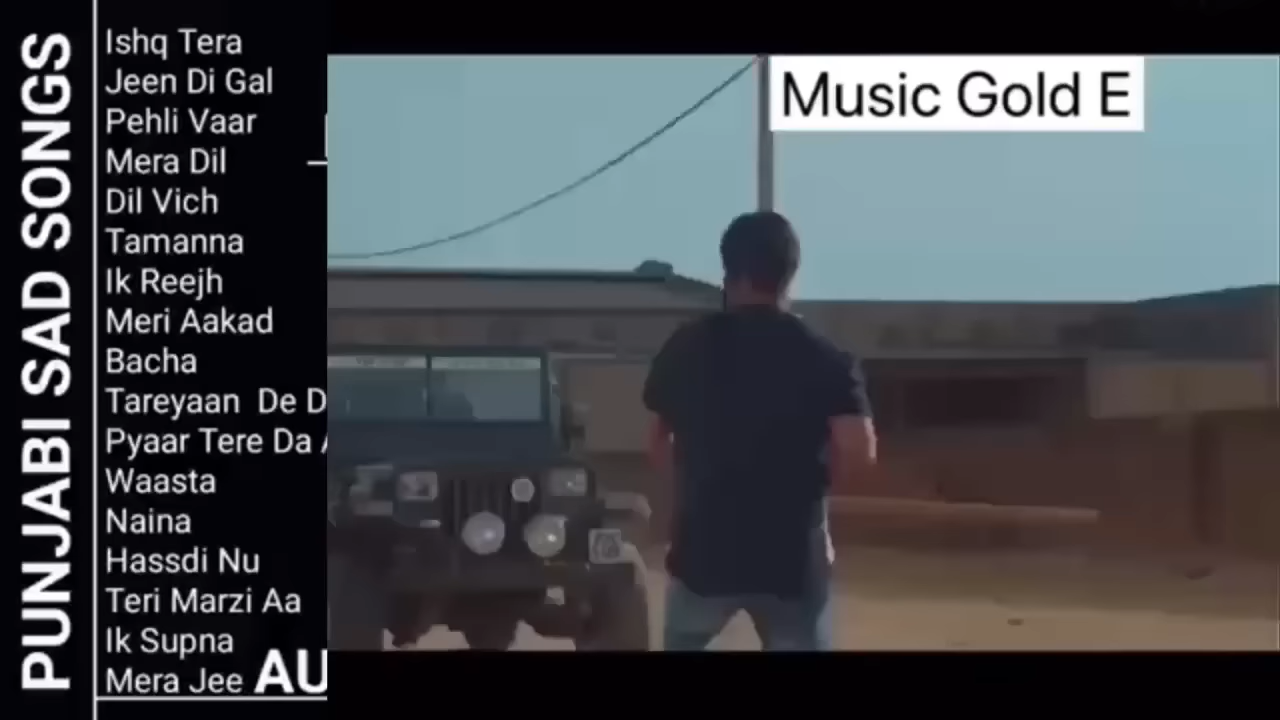 PUNJABI SAD SONGS
Ishq Tera
Jeen Di Gal
Pehli Vaar
Mera Dil
Dil Vich
Tamanna
Ik Reejh
Meri Aakad
Bacha
Tareyaan De D
Pyaar Tere Da
Waasta
Naina
Hassdi Nu
Teri Marzi Aa
Ik Supna
Mera Jee
AU
Music Gold E